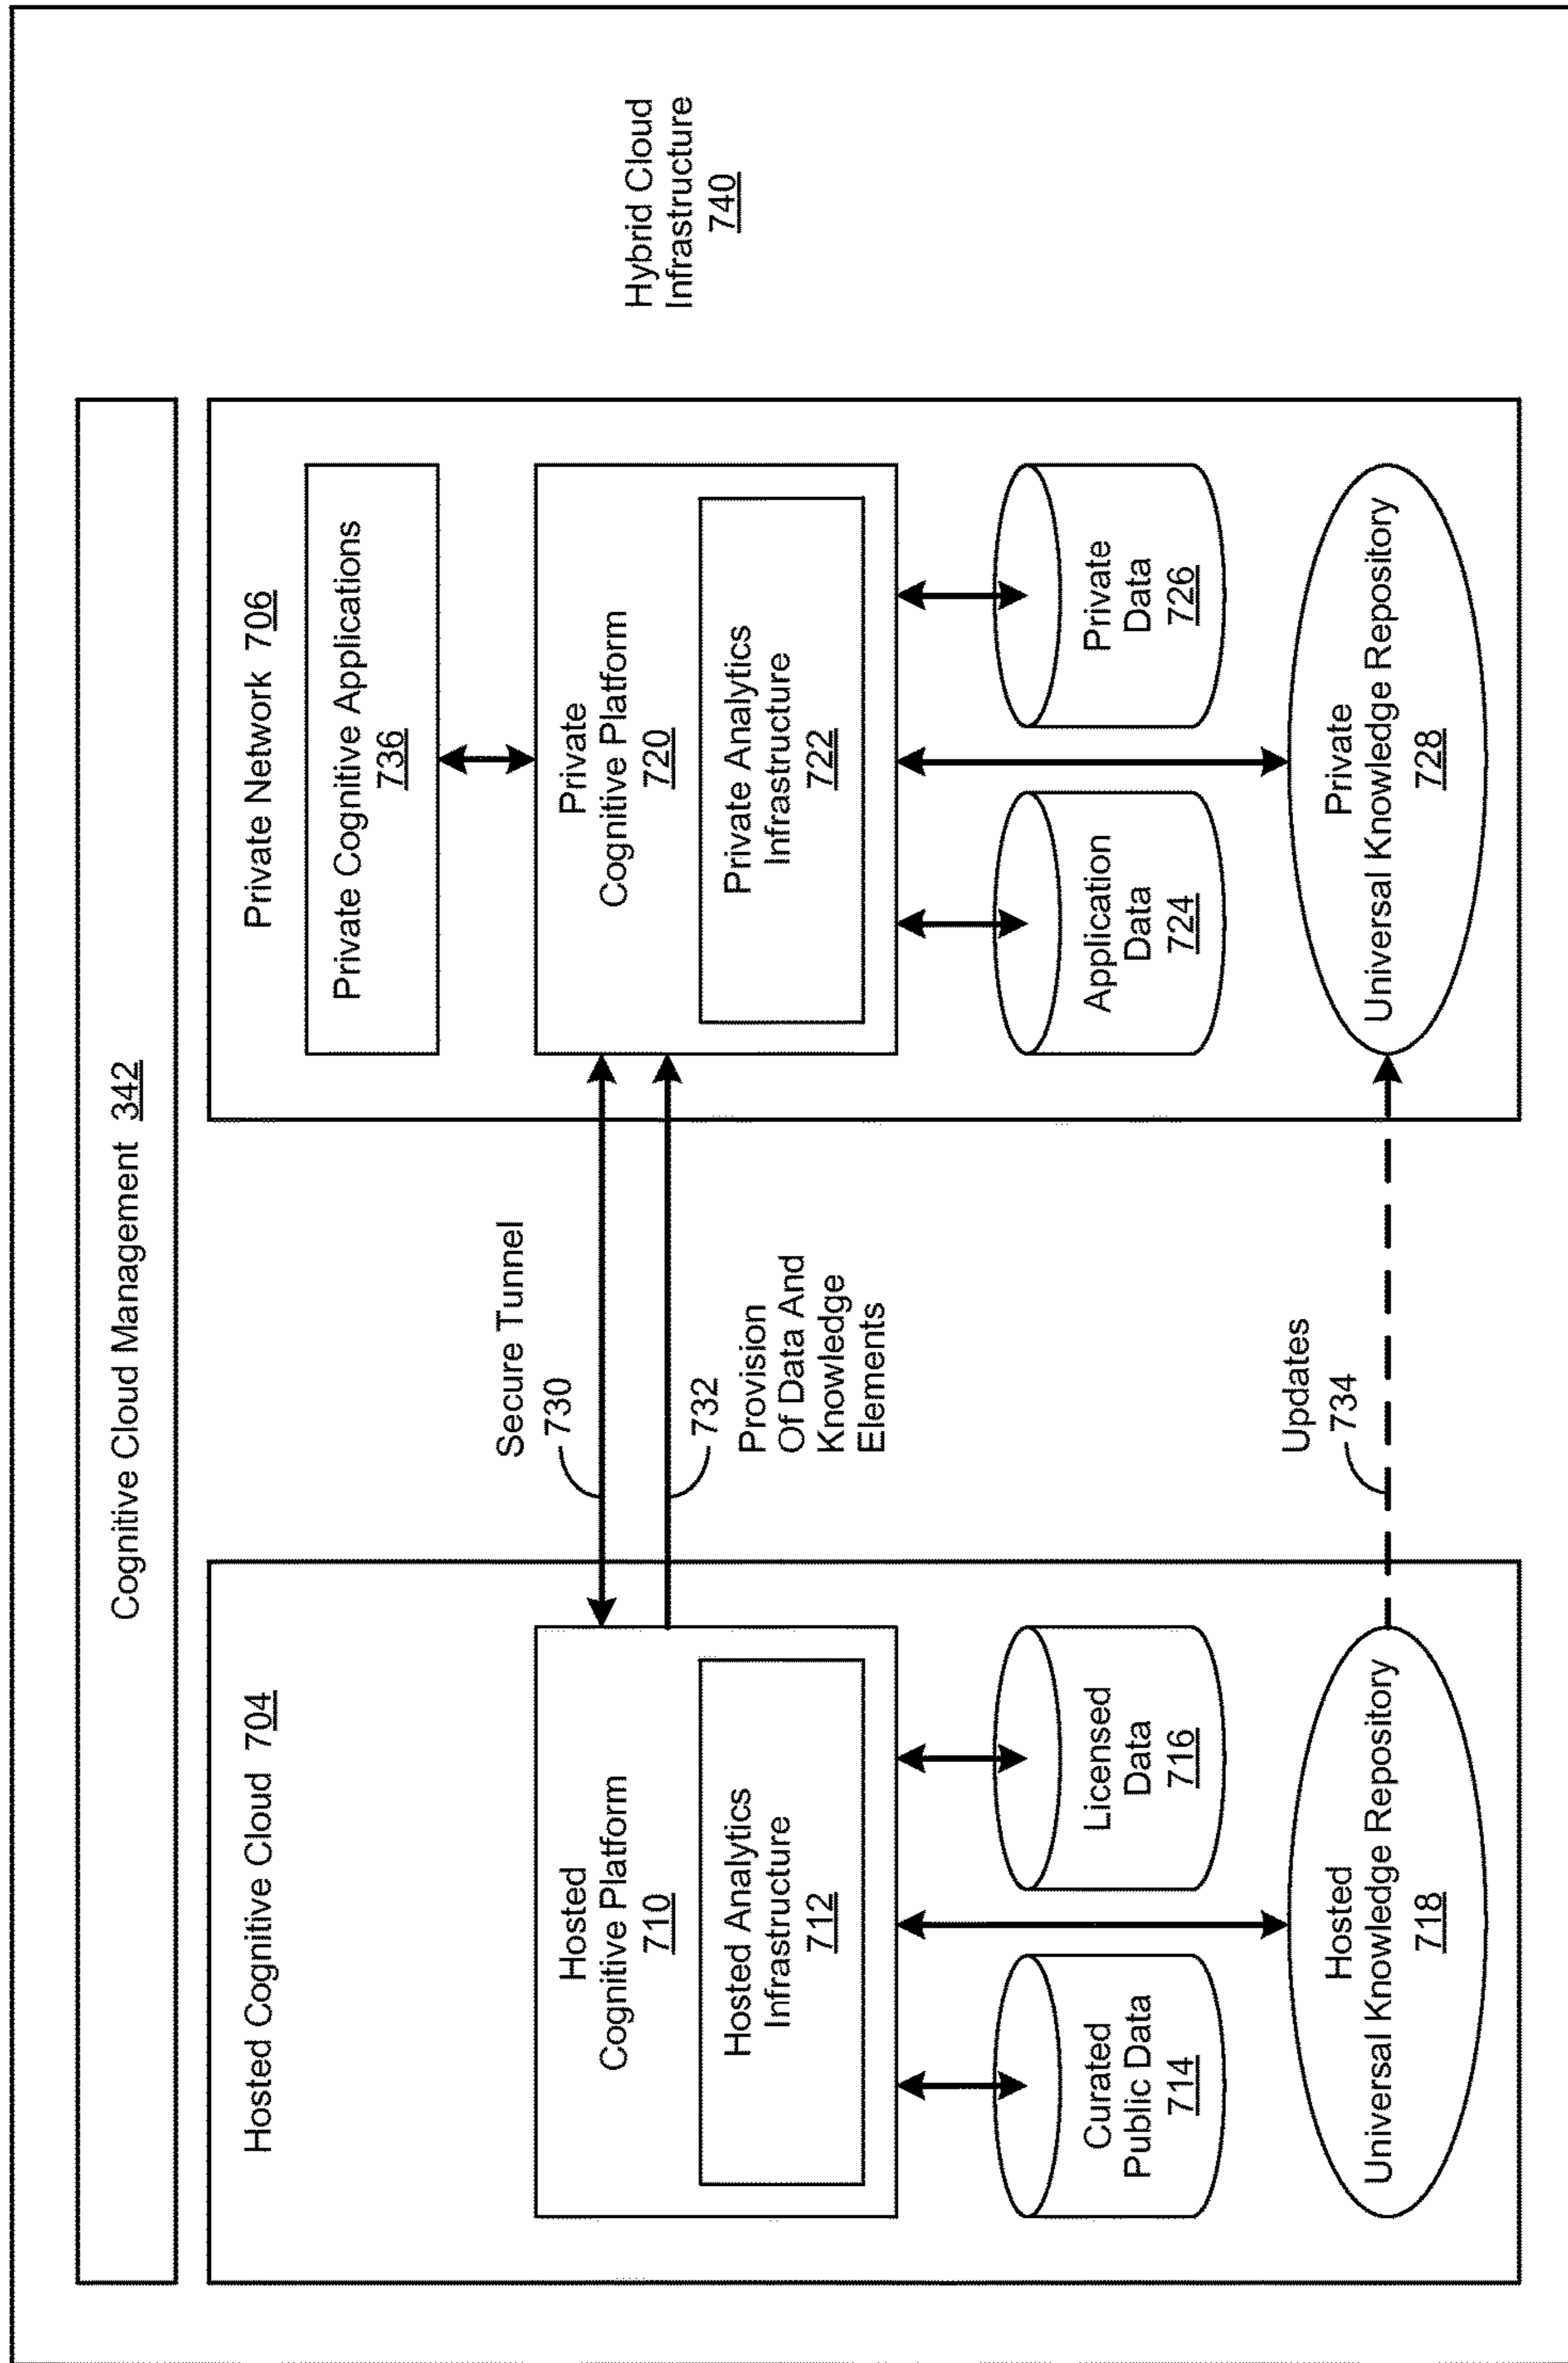 Cognitive Cloud Management 342
Hosted Cognitive Cloud 704
Hosted
Cognitive Platform
710
Hosted Analytics
Infrastructure
712
Curated
Public Data
714
Licensed
Data
716
Hosted
Universal Knowledge Repository
718
Secure Tunnel
730
732
Provision
Of Data And
Knowledge
Elements
Updates
734
Private Network 706
Private Cognitive Applications
736
Private
Cognitive Platform
720
Private Analytics
Infrastructure
722
Application
Data
724
Private
Data
726
Private
Universal Knowledge Repository
728
Hybrid Cloud
Infrastructure
740